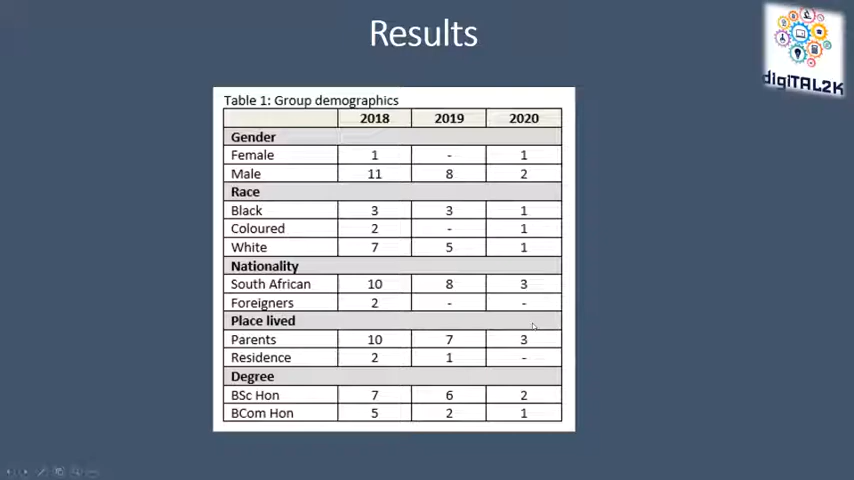 Results
digiTAL2K
Table 1: Group demographics
2018 2019 2020
Gender
Female 1 - 1
Male 11 8 2
Race
Black 3 3 1
Coloured 2 - 1
White 7 5 1
Nationality
South African 10 8 3
Foreigners 2 - -
Place lived
Parents 10 7 3
Residence 2 1 -
Degree
BSc Hon 7 6 2
BCom Hon 5 2 1